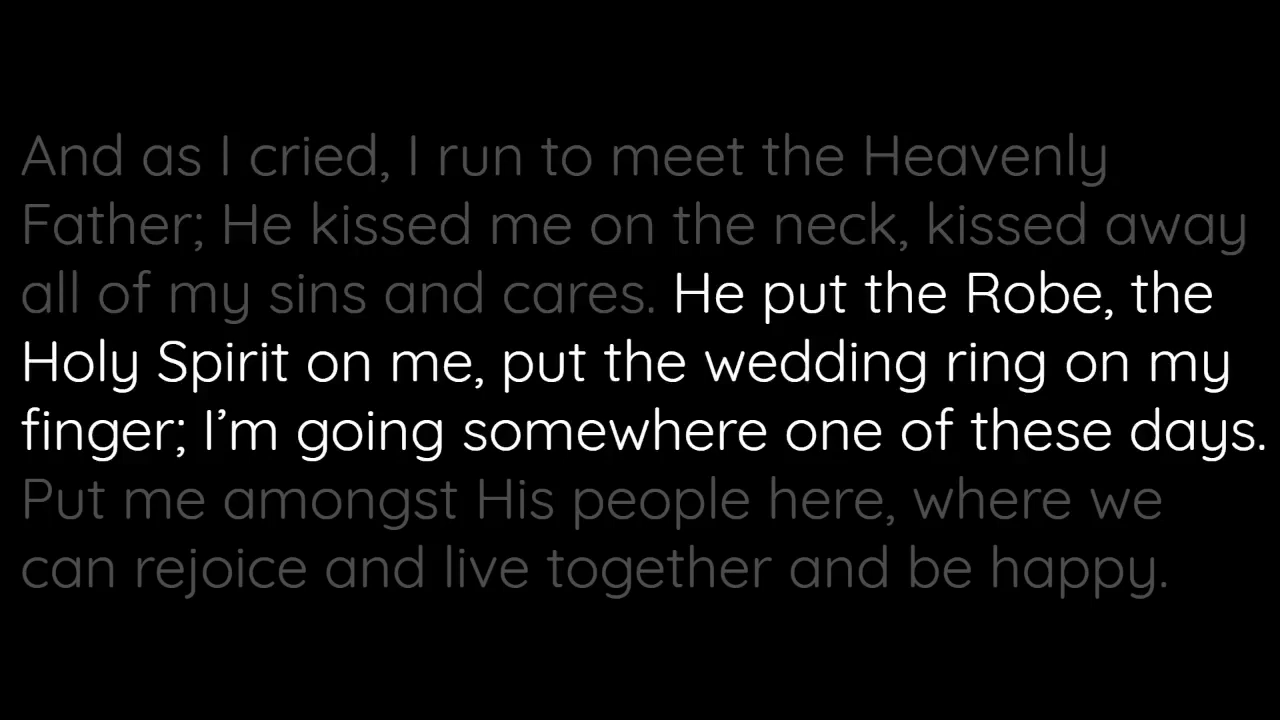 And as I cried, I run to meet the Heavenly
Father; He kissed me on the neck, kissed away
all of my sins and cares. He put the Robe, the
Holy Spirit on me, put the wedding ring on my
finger; I’m going somewhere one of these days.
Put me amongst His people here, where we
can rejoice and live together and be happy.